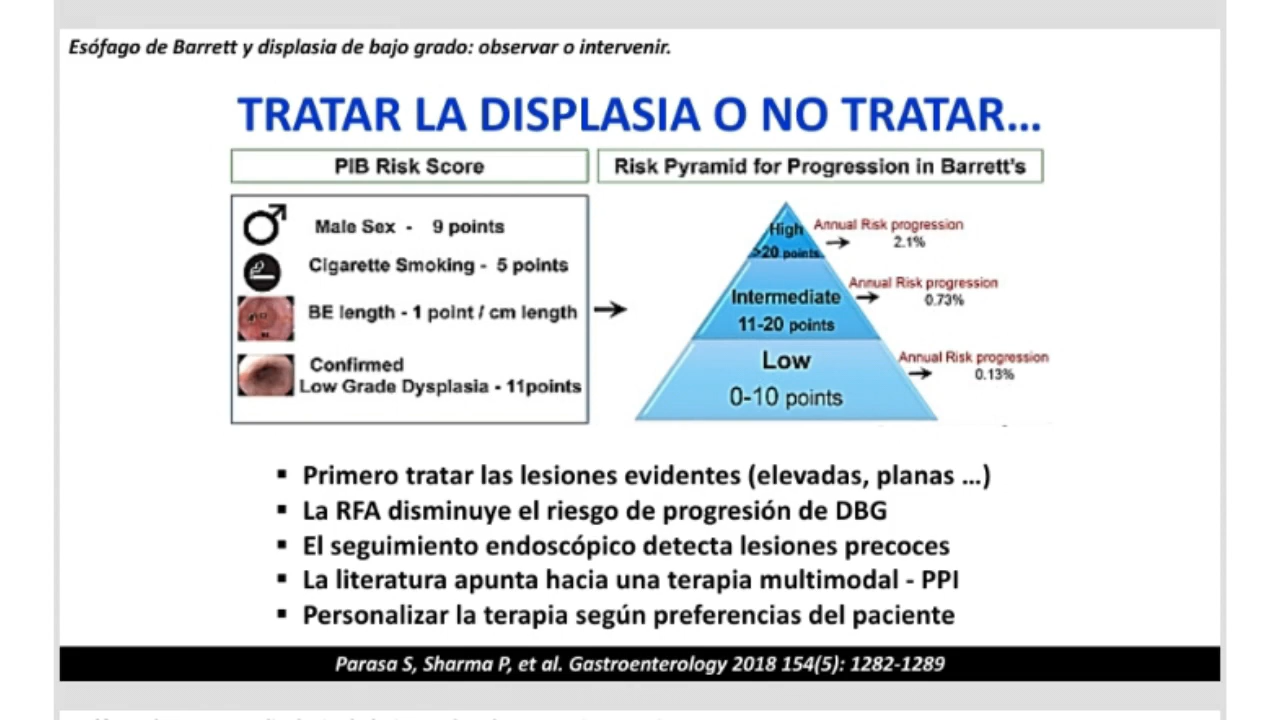 Esófago de Barrett y displasia de bajo grado: observar o intervenir.
TRATAR LA DISPLASIA O NO TRATAR...
PIB Risk Score
Male Sex - 9 points
Cigarette Smoking - 5 points
BE length - 1 point / cm length
Confirmed
Low Grade Dysplasia - 11points
Risk Pyramid for Progression in Barrett's
High
>20 points
Annual Risk progression
2.1%
Intermediate
11-20 points
Annual Risk progression
0.73%
Low
0-10 points
Annual Risk progression
0.13%
▪ Primero tratar las lesiones evidentes (elevadas, planas ...)
▪ La RFA disminuye el riesgo de progresión de DBG
▪ El seguimiento endoscópico detecta lesiones precoces
▪ La literatura apunta hacia una terapia multimodal - PPI
▪ Personalizar la terapia según preferencias del paciente
Parasa S, Sharma P, et al. Gastroenterology 2018 154(5): 1282-1289